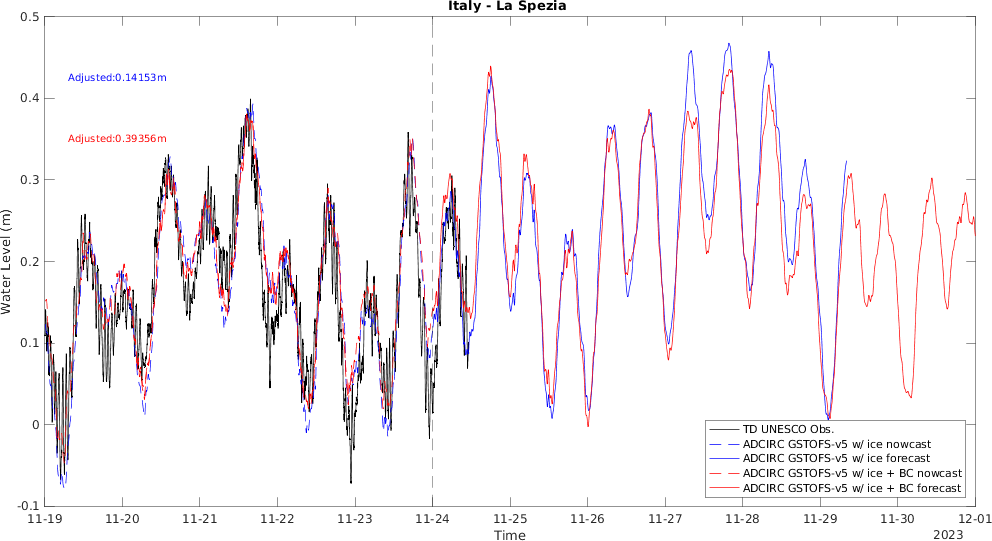 Italy - La Spezia
0.5
0.4
0.3
0.2
0.1
0
-0.1
Water Level (m)
Adjusted:0.14153m
Adjusted:0.39356m
TD UNESCO Obs.
ADCIRC GSTOFS-v5 w/ ice nowcast
ADCIRC GSTOFS-v5 w/ ice forecast
ADCIRC GSTOFS-v5 w/ ice + BC nowcast
ADCIRC GSTOFS-v5 w/ ice + BC forecast
11-19 11-20 11-21 11-22 11-23 11-24 11-25 11-26 11-27 11-28 11-29 11-30 12-01
Time
2023